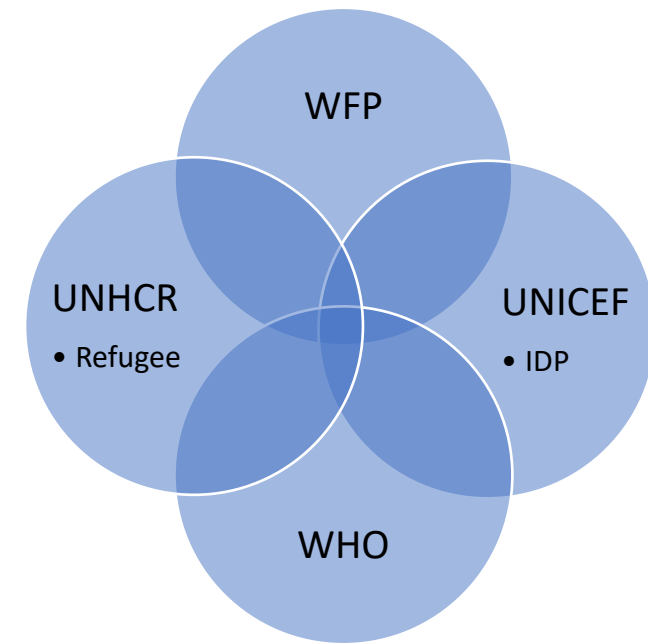 WFP
UNHCR
• Refugee
UNICEF
• IDP
WHO